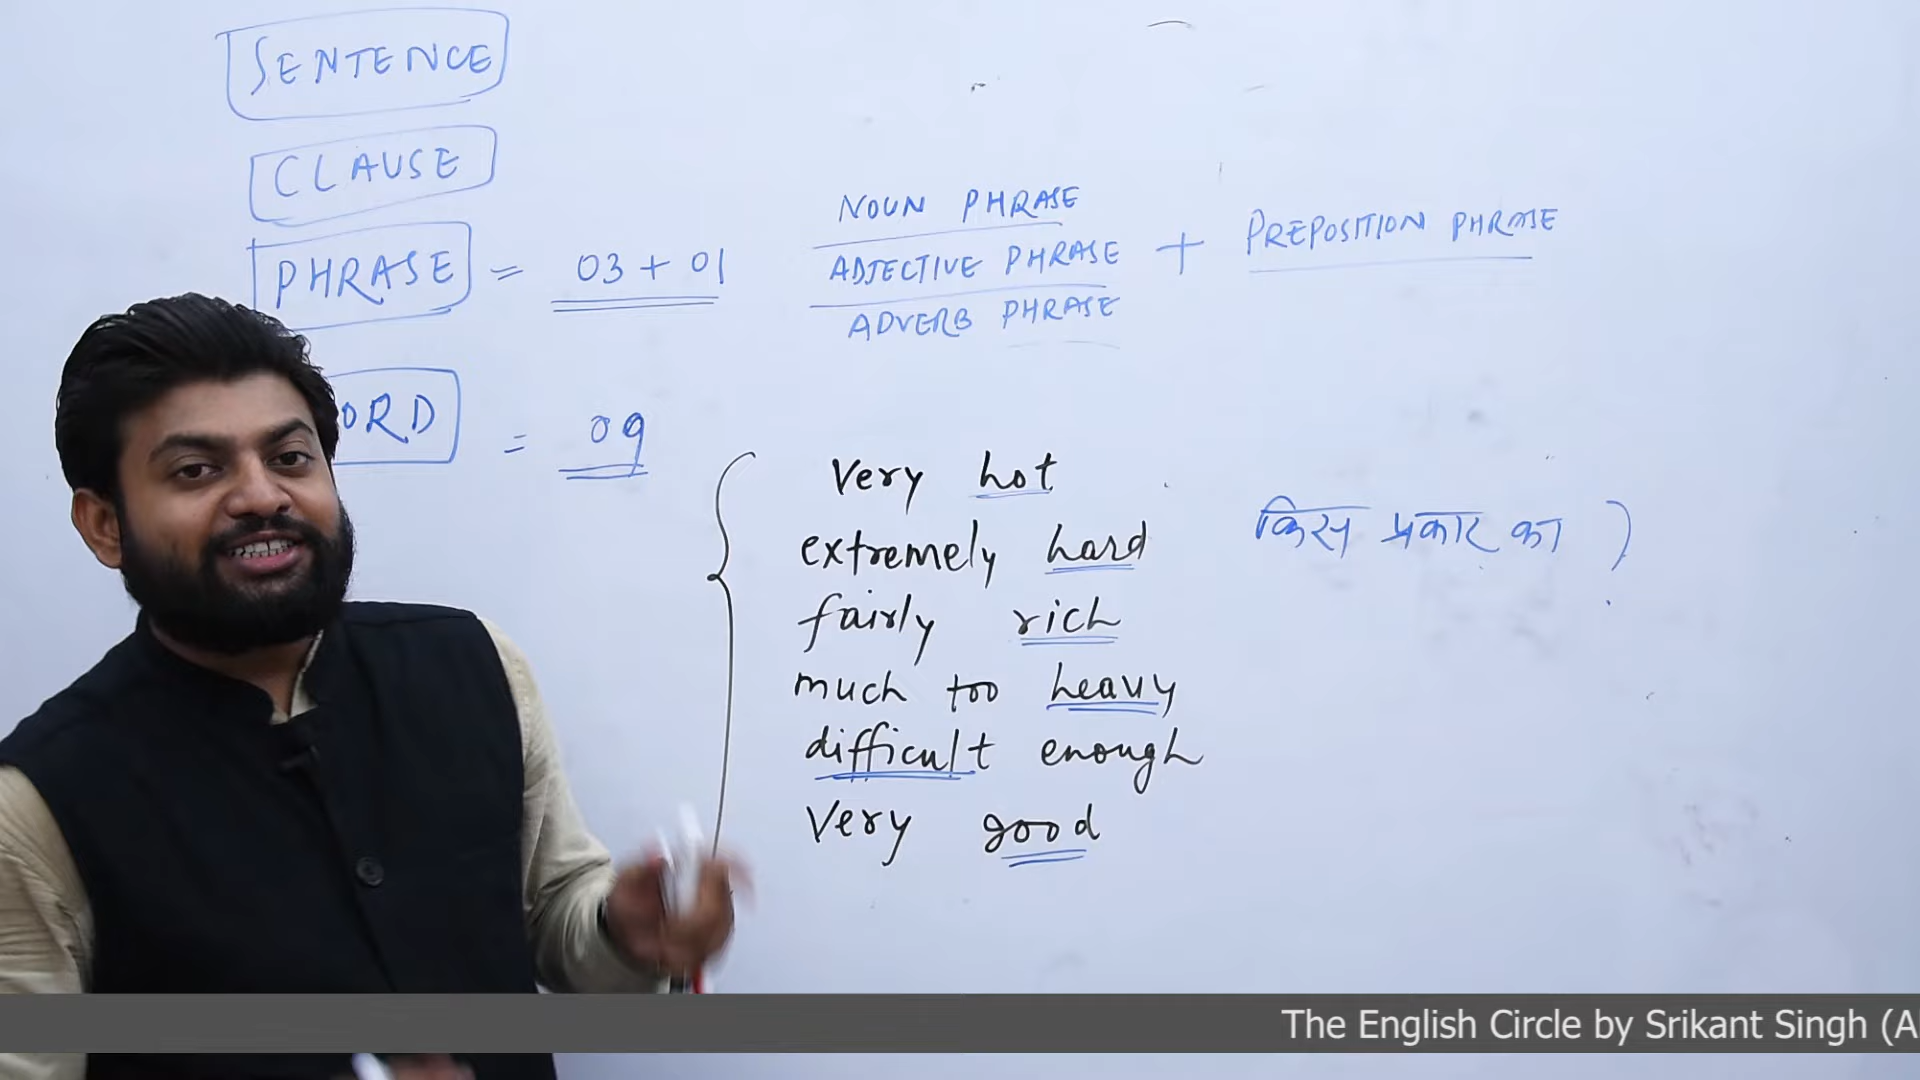 SENTENCE
CLAUSE
PHRASE = 03 + 01
NOUN PHRASE
ADJECTIVE PHRASE + PREPOSITION PHRASE
ADVERB PHRASE
ORD = 09
Very hot
extremely hard
किस प्रकार का ?
fairly rich
much too heavy
difficult enough
Very good
The English Circle by Srikant Singh (A